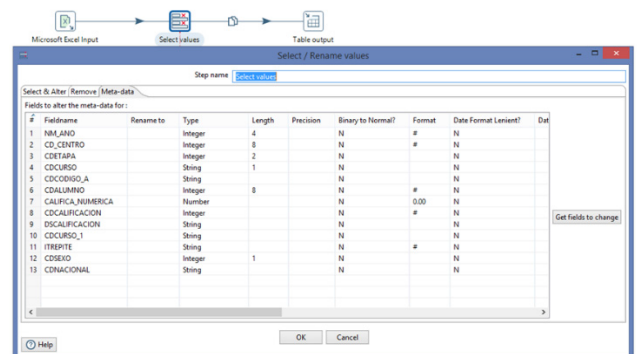 Microsoft Excel Input Select values Table output
Select / Rename values
Step name Select values
Select & Alter Remove Meta-data
Fields to alter the meta-data for :
# Fieldname Rename to Type Length Precision Binary to Normal? Format Date Format Lenient? Dat
1 NM_ANO Integer 4 N # N
2 CD_CENTRO Integer 8 N # N
3 CDETAPA Integer 2 N N
4 CDCURSO String 1 N N
5 CDCODIGO_A String N N
6 CDALUMNO Integer 8 N # N
7 CALIFICA_NUMERICA Number N 0.00 N
8 CDCALIFICACION Integer N # N
9 DSCALIFICACION String N N
10 CDCURSO_1 String N N
11 ITREPITE String N # N
12 CDSEXO Integer 1 N N
13 CDNACIONAL String N N
Get fields to change
OK Cancel
Help